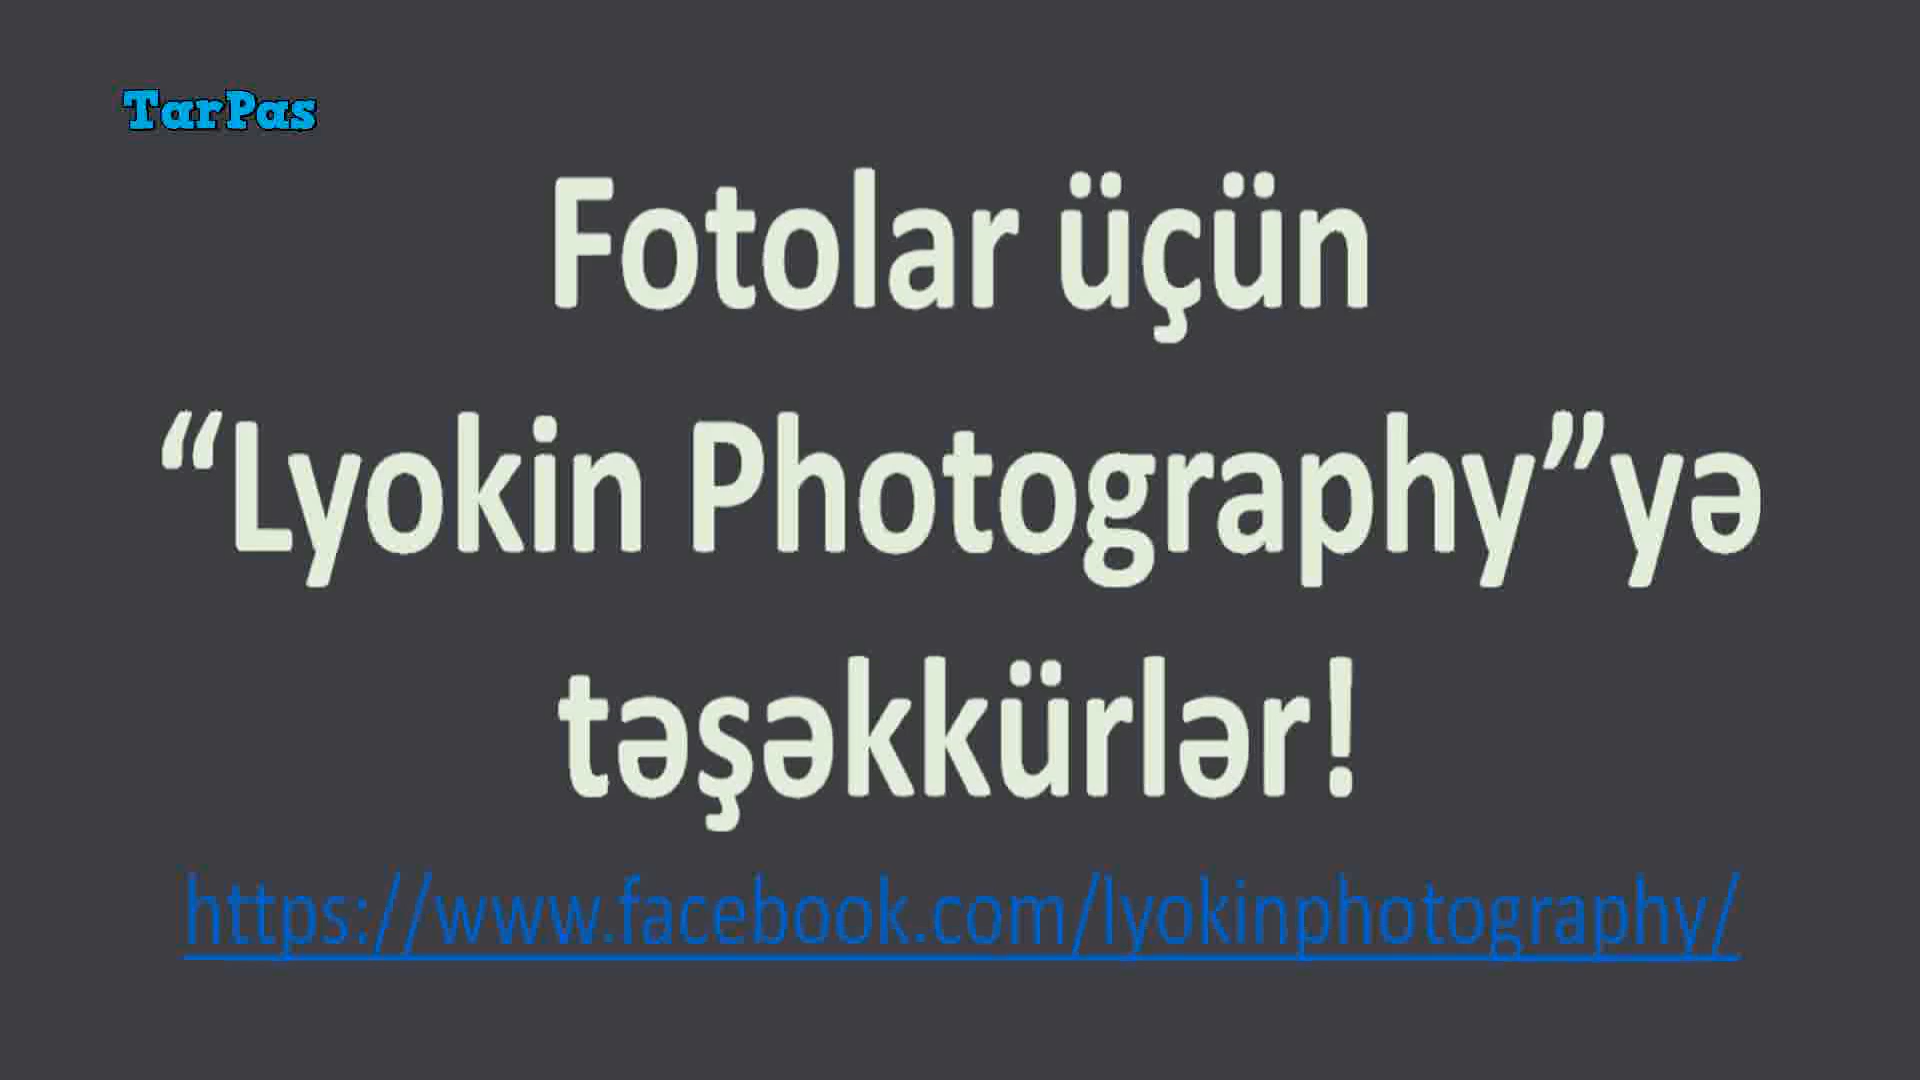 TarPas
Fotolar üçün
“Lyokin Photography”yə
təşəkkürlər!
https://www.facebook.com/lyokinphotography/